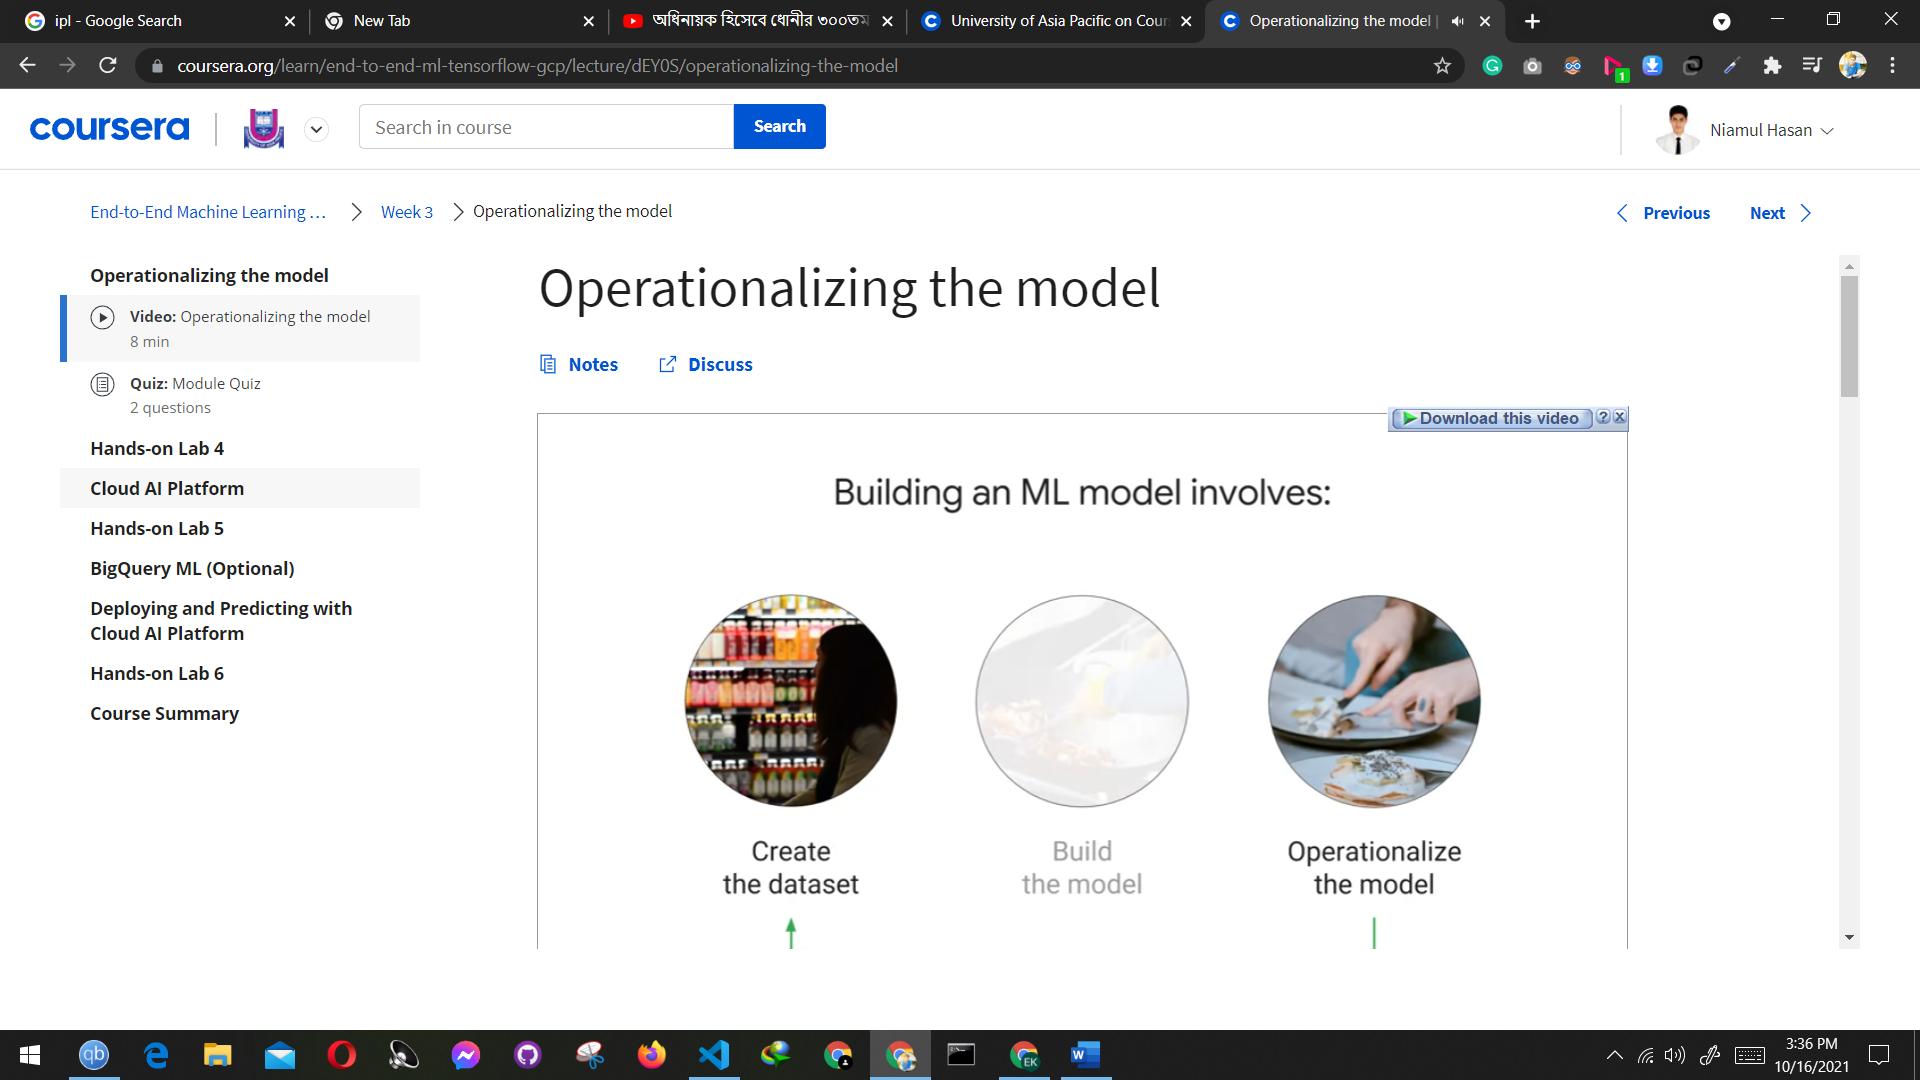 ipl - Google Search
New Tab
অধিনায়ক হিসেবে ধোনীর ৩০০তম
University of Asia Pacific on Cour
Operationalizing the model |
coursera.org/learn/end-to-end-ml-tensorflow-gcp/lecture/dEY0S/operationalizing-the-model
1
coursera
Search in course
Search
Niamul Hasan
End-to-End Machine Learning …
Week 3
Operationalizing the model
Previous
Next
Operationalizing the model
Video: Operationalizing the model
8 min
Quiz: Module Quiz
2 questions
Hands-on Lab 4
Cloud AI Platform
Hands-on Lab 5
BigQuery ML (Optional)
Deploying and Predicting with
Cloud AI Platform
Hands-on Lab 6
Course Summary
Operationalizing the model
Notes
Discuss
Download this video
Building an ML model involves:
Create
the dataset
Build
the model
Operationalize
the model
qb
EK
3:36 PM
10/16/2021